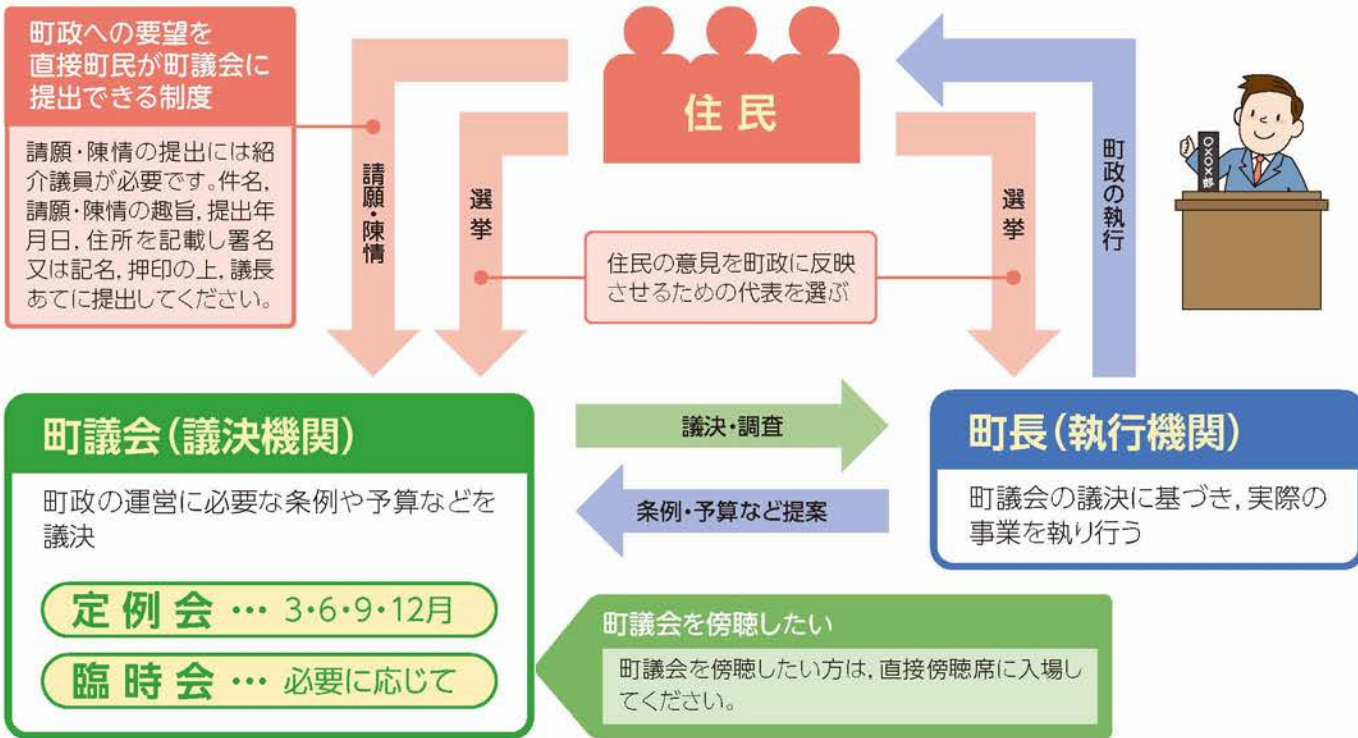 町政への要望を
直接町民が町議会に
提出できる制度
請願・陳情の提出には紹
介議員が必要です。件名,
請願・陳情の趣旨, 提出年
月日, 住所を記載し署名
又は記名, 押印の上, 議長
あてに提出してください。
住民
請願・陳情
選挙
選挙
町政の執行
○×○×部
住民の意見を町政に反映
させるための代表を選ぶ
町議会(議決機関)
町政の運営に必要な条例や予算などを
議決
定例会 … 3・6・9・12月
臨時会 … 必要に応じて
議決・調査
条例・予算など提案
町長(執行機関)
町議会の議決に基づき, 実際の
事業を執り行う
町議会を傍聴したい
町議会を傍聴したい方は, 直接傍聴席に入場し
てください。